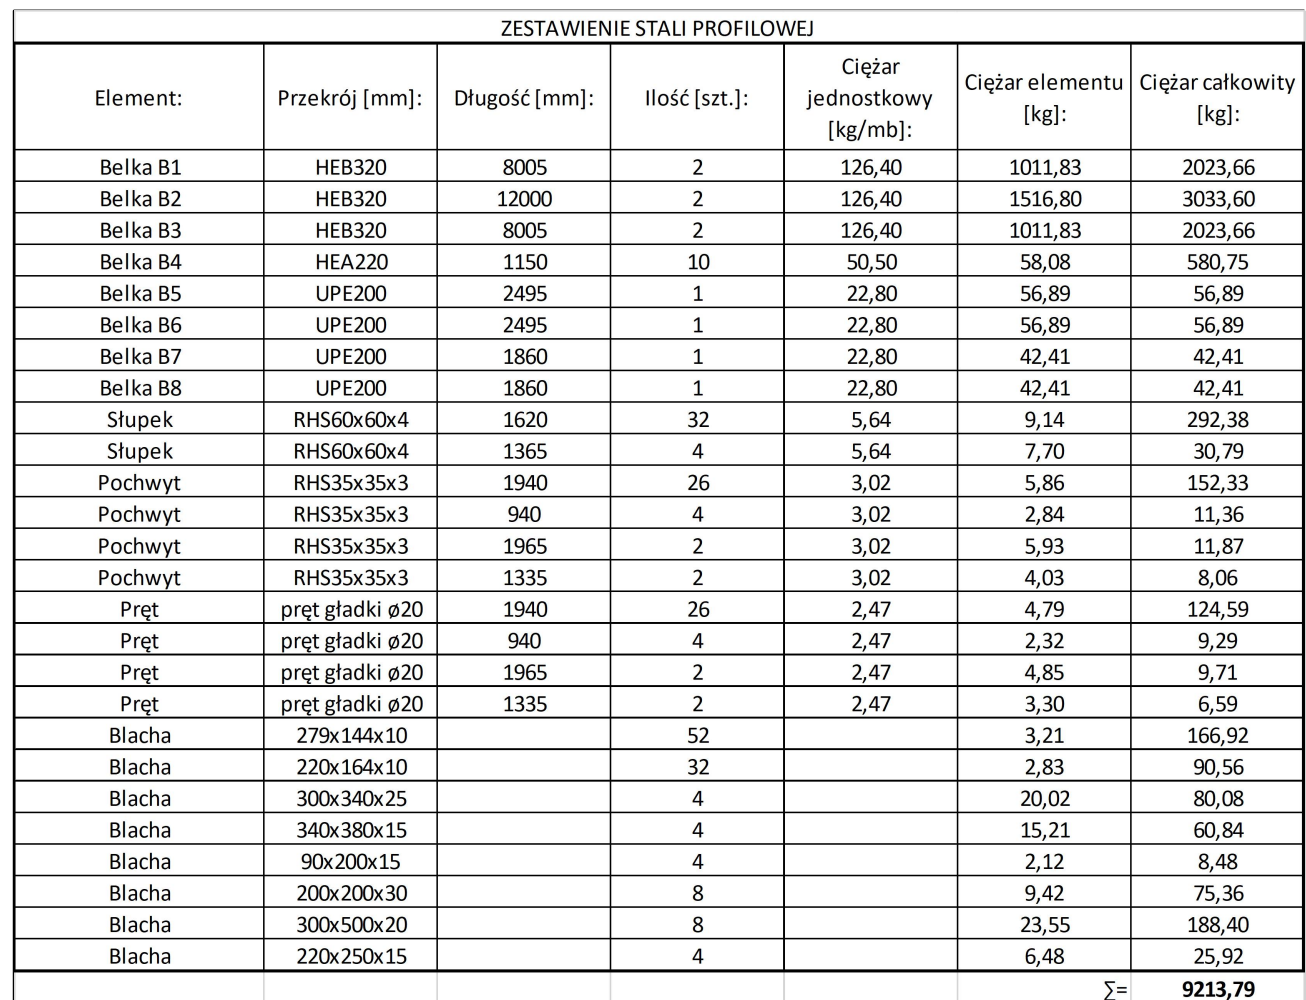 ZESTAWIENIE STALI PROFILOWEJ
Element: Przekrój [mm]: Długość [mm]: Ilość [szt.]: Ciężar jednostkowy [kg/mb]: Ciężar elementu [kg]: Ciężar całkowity [kg]:
Belka B1 HEB320 8005 2 126,40 1011,83 2023,66
Belka B2 HEB320 12000 2 126,40 1516,80 3033,60
Belka B3 HEB320 8005 2 126,40 1011,83 2023,66
Belka B4 HEA220 1150 10 50,50 58,08 580,75
Belka B5 UPE200 2495 1 22,80 56,89 56,89
Belka B6 UPE200 2495 1 22,80 56,89 56,89
Belka B7 UPE200 1860 1 22,80 42,41 42,41
Belka B8 UPE200 1860 1 22,80 42,41 42,41
Słupek RHS60x60x4 1620 32 5,64 9,14 292,38
Słupek RHS60x60x4 1365 4 5,64 7,70 30,79
Pochwyt RHS35x35x3 1940 26 3,02 5,86 152,33
Pochwyt RHS35x35x3 940 4 3,02 2,84 11,36
Pochwyt RHS35x35x3 1965 2 3,02 5,93 11,87
Pochwyt RHS35x35x3 1335 2 3,02 4,03 8,06
Pręt pręt gładki ø20 1940 26 2,47 4,79 124,59
Pręt pręt gładki ø20 940 4 2,47 2,32 9,29
Pręt pręt gładki ø20 1965 2 2,47 4,85 9,71
Pręt pręt gładki ø20 1335 2 2,47 3,30 6,59
Blacha 279x144x10 52 3,21 166,92
Blacha 220x164x10 32 2,83 90,56
Blacha 300x340x25 4 20,02 80,08
Blacha 340x380x15 4 15,21 60,84
Blacha 90x200x15 4 2,12 8,48
Blacha 200x200x30 8 9,42 75,36
Blacha 300x500x20 8 23,55 188,40
Blacha 220x250x15 4 6,48 25,92
∑= 9213,79